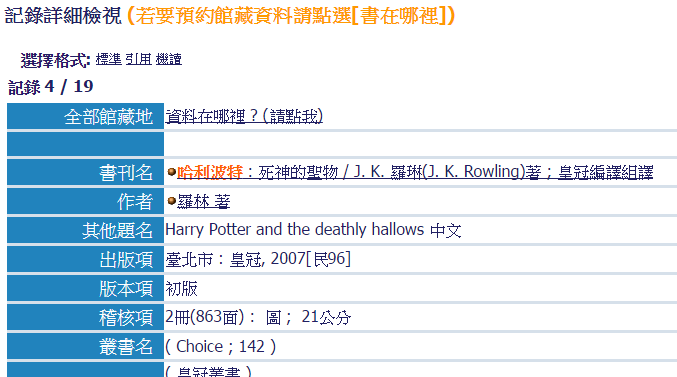 記錄詳細檢視 (若要預約館藏資料請點選[書在哪裡])
選擇格式: 標準 引用 機讀
記錄 4 / 19
全部館藏地 資料在哪裡？(請點我)
書刊名 哈利波特：死神的聖物 / J. K. 羅琳(J. K. Rowling)著；皇冠編譯組譯
作者 羅林 著
其他題名 Harry Potter and the deathly hallows 中文
出版項 臺北市：皇冠, 2007[民96]
版本項 初版
稽核項 2冊(863面)： 圖； 21公分
叢書名 ( Choice ; 142 )
( 皇冠叢書 )